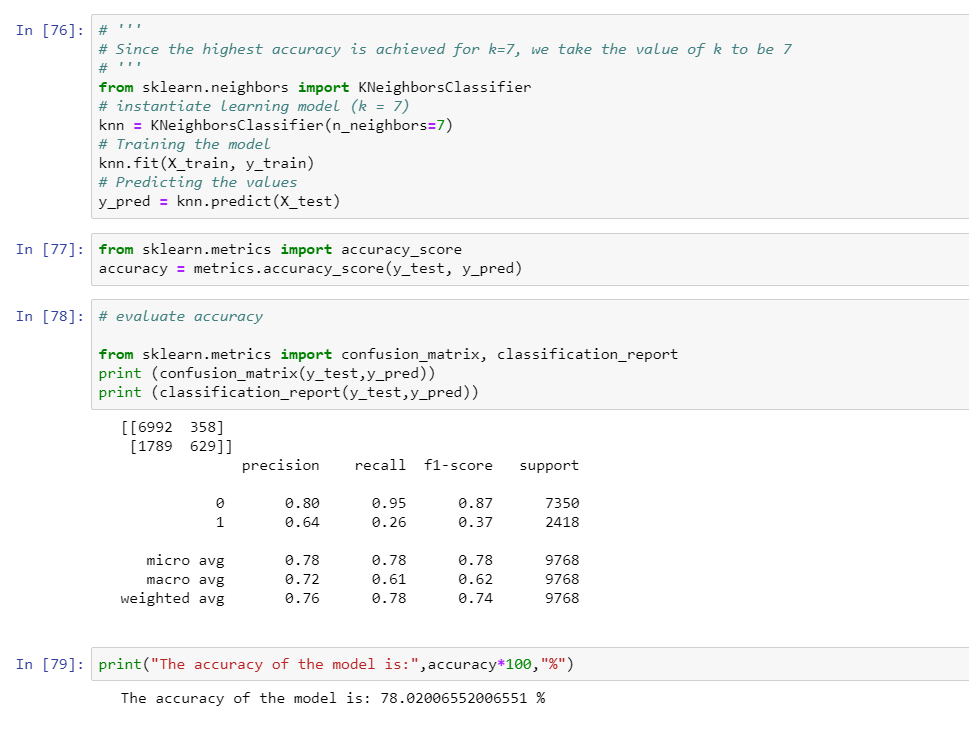 In [76]: # '''
# Since the highest accuracy is achieved for k=7, we take the value of k to be 7
# '''
from sklearn.neighbors import KNeighborsClassifier
# instantiate learning model (k = 7)
knn = KNeighborsClassifier(n_neighbors=7)
# Training the model
knn.fit(X_train, y_train)
# Predicting the values
y_pred = knn.predict(X_test)
In [77]: from sklearn.metrics import accuracy_score
accuracy = metrics.accuracy_score(y_test, y_pred)
In [78]: # evaluate accuracy
from sklearn.metrics import confusion_matrix, classification_report
print (confusion_matrix(y_test,y_pred))
print (classification_report(y_test,y_pred))
[[6992  358]
 [1789  629]]
precision    recall  f1-score   support
0       0.80      0.95      0.87      7350
1       0.64      0.26      0.37      2418
micro avg       0.78      0.78      0.78      9768
macro avg       0.72      0.61      0.62      9768
weighted avg       0.76      0.78      0.74      9768
In [79]: print("The accuracy of the model is:",accuracy*100,"%")
The accuracy of the model is: 78.02006552006551 %